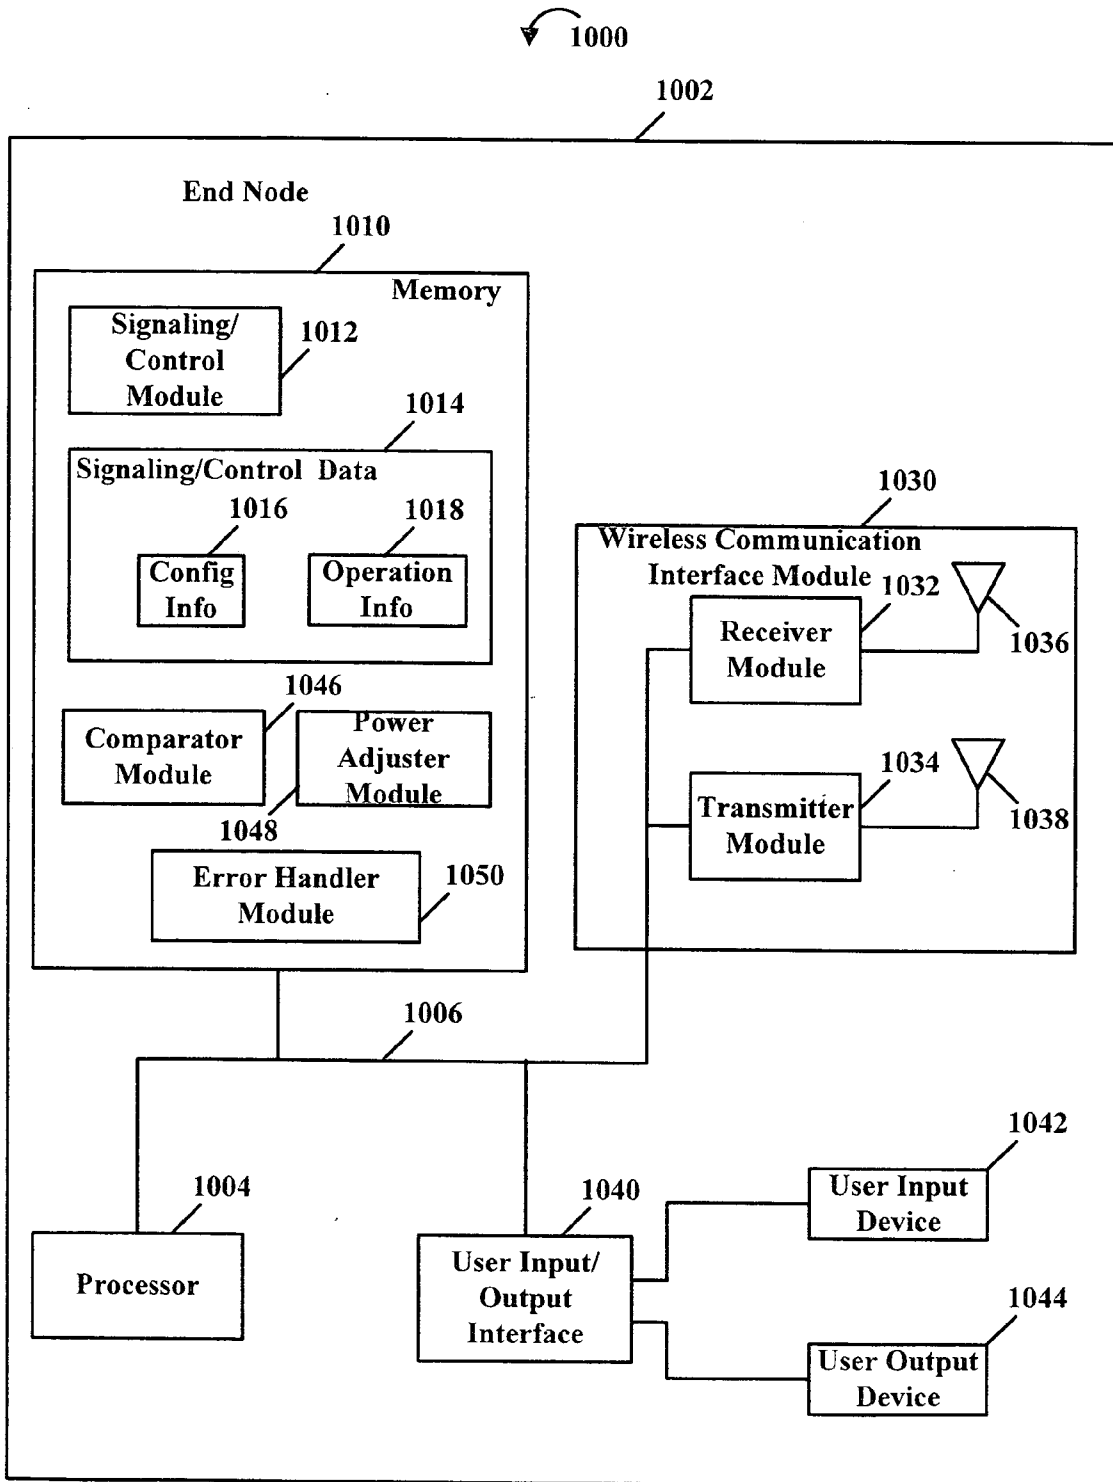 1000
1002
End Node
1010
Memory
Signaling/
Control
Module
1012
1014
Signaling/Control Data
1016
1018
Config
Info
Operation
Info
1046
Comparator
Module
Power
Adjuster
Module
1048
Error Handler
Module
1050
1030
Wireless Communication
Interface Module
1032
Receiver
Module
1036
1034
Transmitter
Module
1038
1006
1004
Processor
1040
User Input/
Output
Interface
1042
User Input
Device
1044
User Output
Device